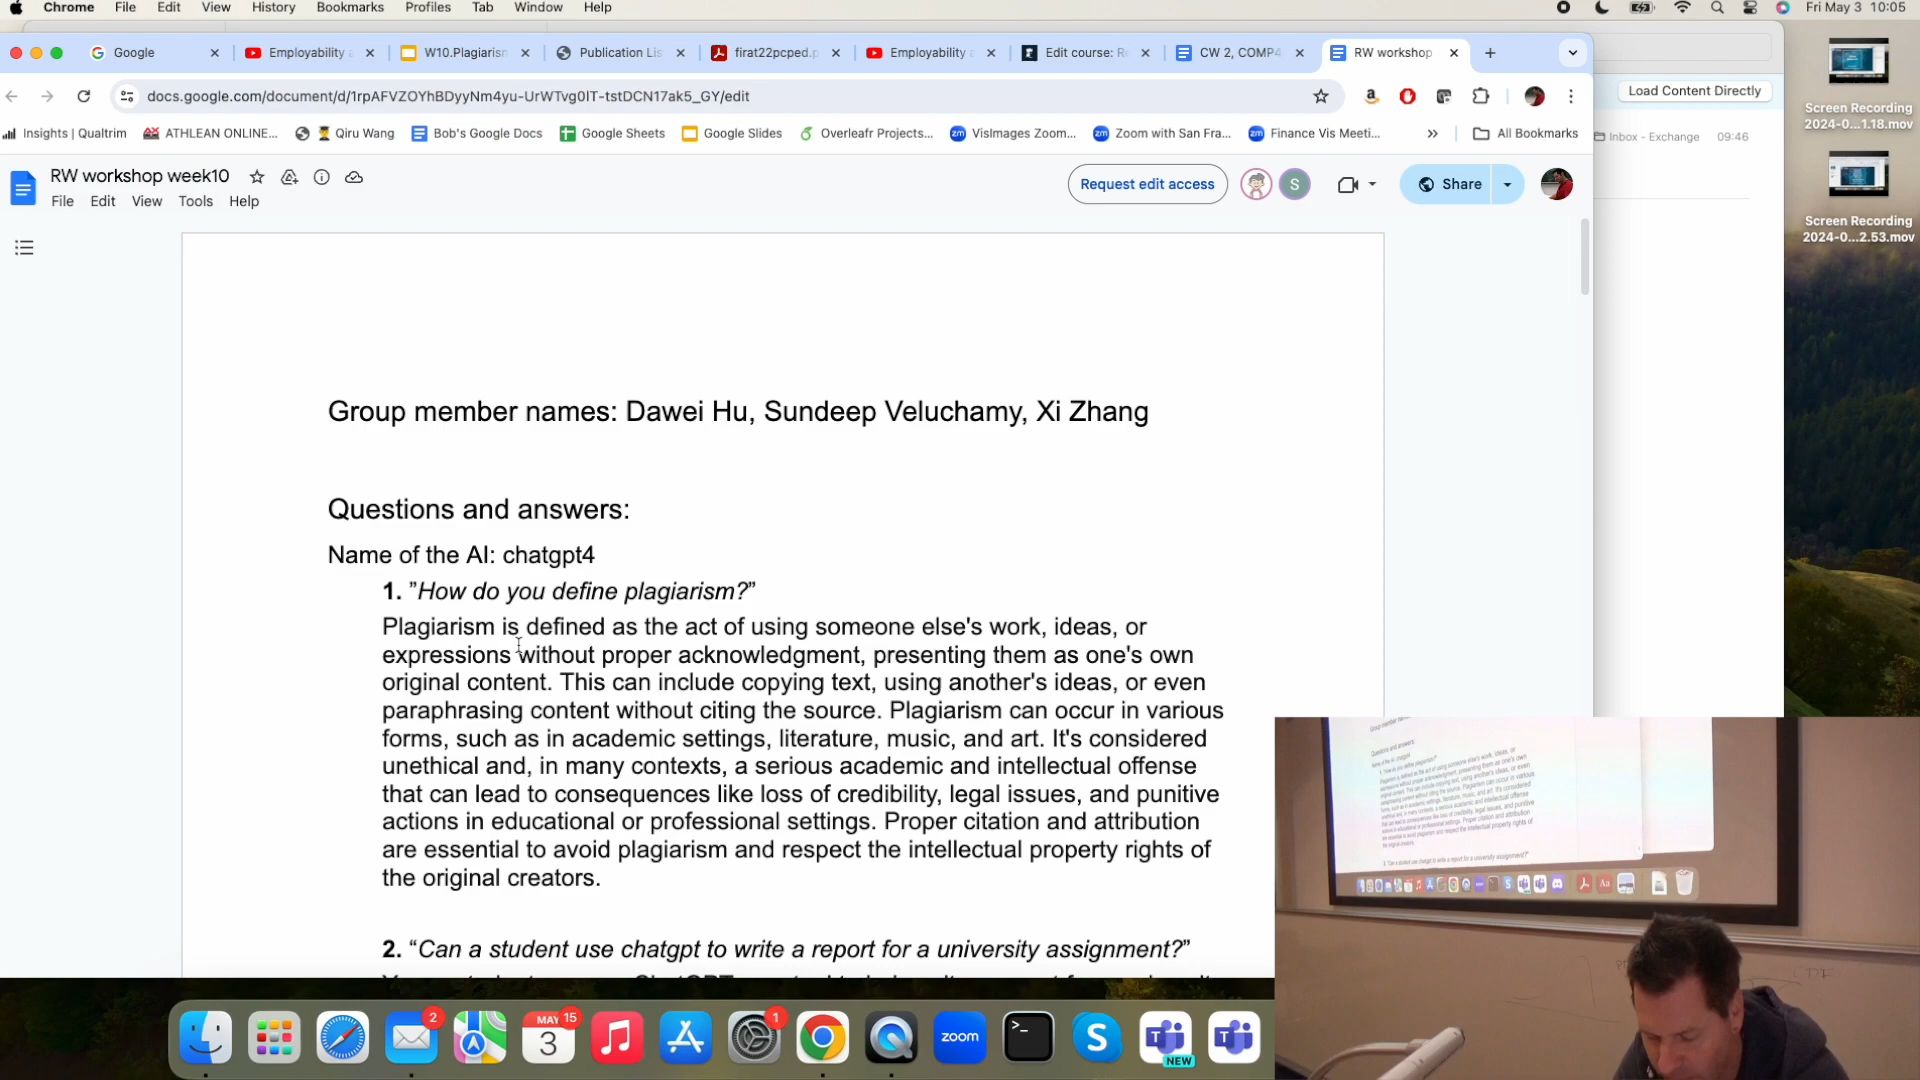 Chrome File Edit View History Bookmarks Profiles Tab Window Help Fri May 3 10:05
Google Employability a W10.Plagiarism Publication Lis firat22pcped.p Employability a Edit course: Re CW 2, COMP4 RW workshop
docs.google.com/document/d/1rpAFVZOYhBDyyNm4yu-UrWTvg0lT-tstDCN17ak5_GY/edit
Load Content Directly
Insights | Qualtrim ATHLEAN ONLINE... Qiru Wang Bob's Google Docs Google Sheets Google Slides Overleafr Projects... VisImages Zoom... Zoom with San Fra... Finance Vis Meeti... » All Bookmarks
Inbox - Exchange 09:46
Screen Recording
2024-0...1.18.mov
Screen Recording
2024-0...2.53.mov
RW workshop week10
File Edit View Tools Help
Request edit access
S
Share
Group member names: Dawei Hu, Sundeep Veluchamy, Xi Zhang
Questions and answers:
Name of the AI: chatgpt4
1. ”How do you define plagiarism?”
Plagiarism is defined as the act of using someone else's work, ideas, or
expressions without proper acknowledgment, presenting them as one's own
original content. This can include copying text, using another's ideas, or even
paraphrasing content without citing the source. Plagiarism can occur in various
forms, such as in academic settings, literature, music, and art. It's considered
unethical and, in many contexts, a serious academic and intellectual offense
that can lead to consequences like loss of credibility, legal issues, and punitive
actions in educational or professional settings. Proper citation and attribution
are essential to avoid plagiarism and respect the intellectual property rights of
the original creators.
2. “Can a student use chatgpt to write a report for a university assignment?”
2
MAY 15
3
1
zoom
NEW